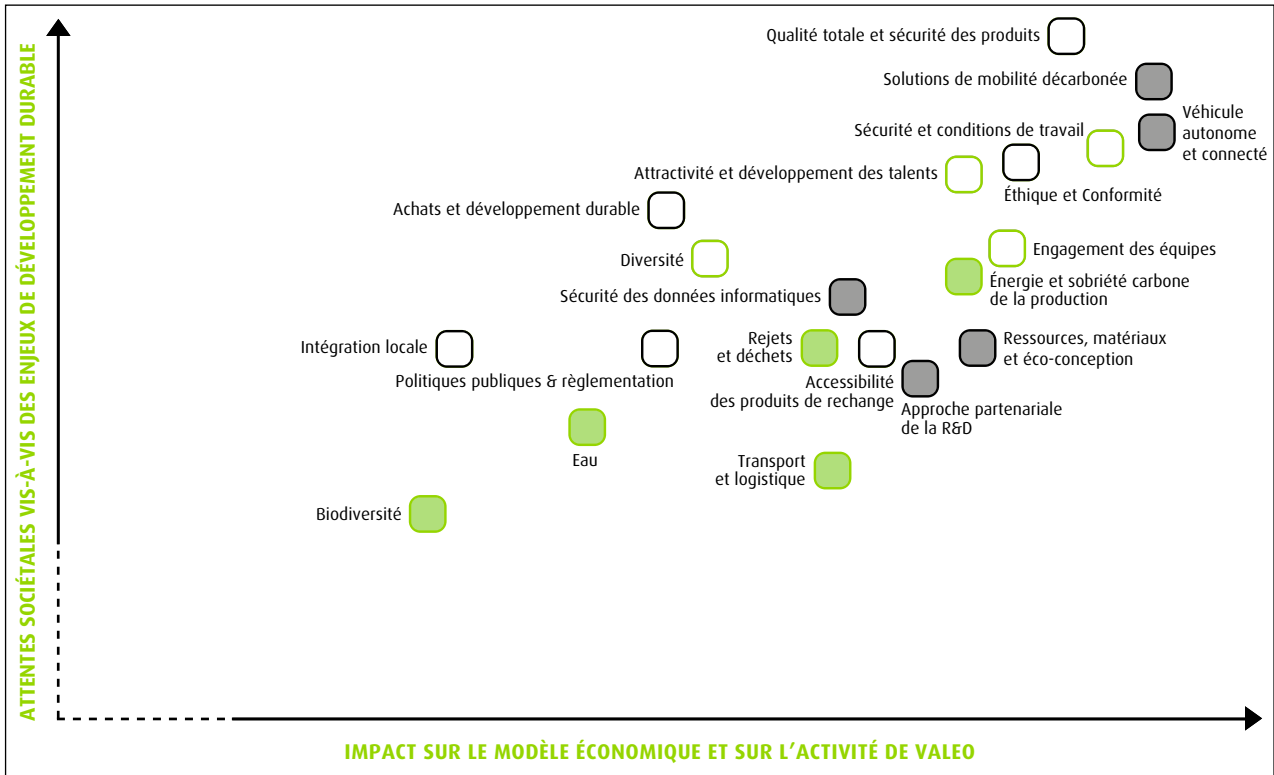 ATTENTES SOCIÉTALES VIS-À-VIS DES ENJEUX DE DÉVELOPPEMENT DURABLE
Qualité totale et sécurité des produits
Solutions de mobilité décarbonée
Véhicule
autonome
et connecté
Sécurité et conditions de travail
Attractivité et développement des talents
Éthique et Conformité
Achats et développement durable
Engagement des équipes
Diversité
Énergie et sobriété carbone
de la production
Sécurité des données informatiques
Intégration locale
Politiques publiques & règlementation
Rejets
et déchets
Accessibilité
des produits de rechange
Ressources, matériaux
et éco-conception
Approche partenariale
de la R&D
Eau
Transport
et logistique
Biodiversité
IMPACT SUR LE MODÈLE ÉCONOMIQUE ET SUR L'ACTIVITÉ DE VALEO